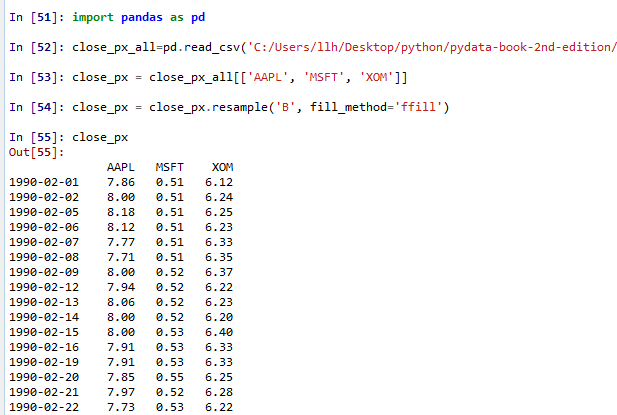 In [51]: import pandas as pd
In [52]: close_px_all=pd.read_csv('C:/Users/llh/Desktop/python/pydata-book-2nd-edition/
In [53]: close_px = close_px_all[['AAPL', 'MSFT', 'XOM']]
In [54]: close_px = close_px.resample('B', fill_method='ffill')
In [55]: close_px
Out[55]:
AAPL MSFT XOM
1990-02-01 7.86 0.51 6.12
1990-02-02 8.00 0.51 6.24
1990-02-05 8.18 0.51 6.25
1990-02-06 8.12 0.51 6.23
1990-02-07 7.77 0.51 6.33
1990-02-08 7.71 0.51 6.35
1990-02-09 8.00 0.52 6.37
1990-02-12 7.94 0.52 6.22
1990-02-13 8.06 0.52 6.23
1990-02-14 8.00 0.52 6.20
1990-02-15 8.00 0.53 6.40
1990-02-16 7.91 0.53 6.33
1990-02-19 7.91 0.53 6.33
1990-02-20 7.85 0.55 6.25
1990-02-21 7.97 0.52 6.28
1990-02-22 7.73 0.53 6.22